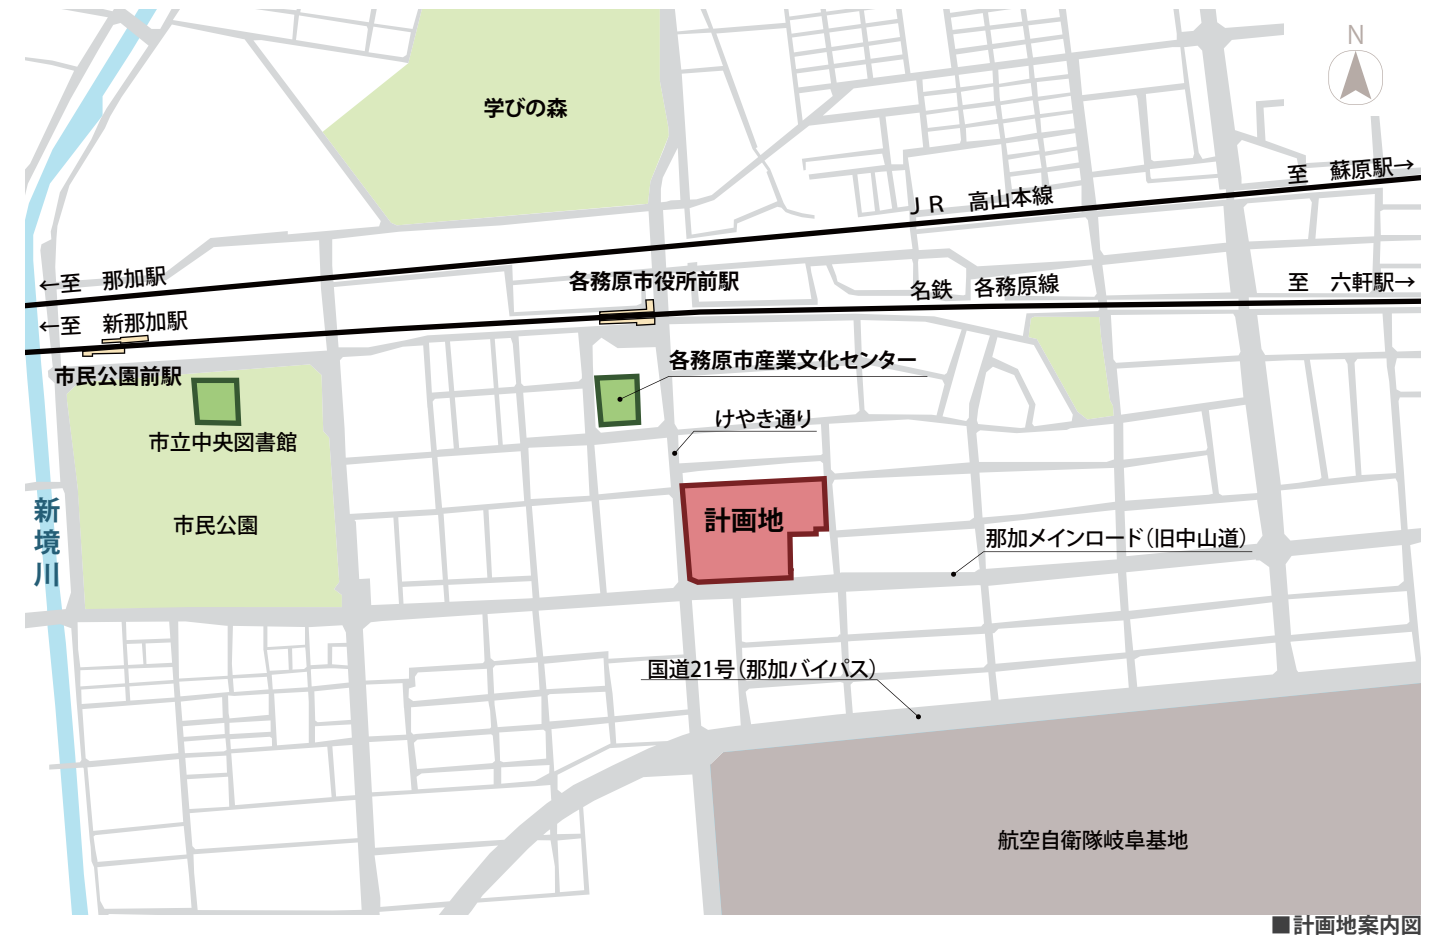 N
学びの森
至 蘇原駅→
ＪＲ 高山本線
←至 那加駅
各務原市役所前駅
名鉄 各務原線
至 六軒駅→
←至 新那加駅
市民公園前駅
各務原市産業文化センター
けやき通り
市立中央図書館
新境川
市民公園
計画地
那加メインロード（旧中山道）
国道21号（那加バイパス）
航空自衛隊岐阜基地
■計画地案内図